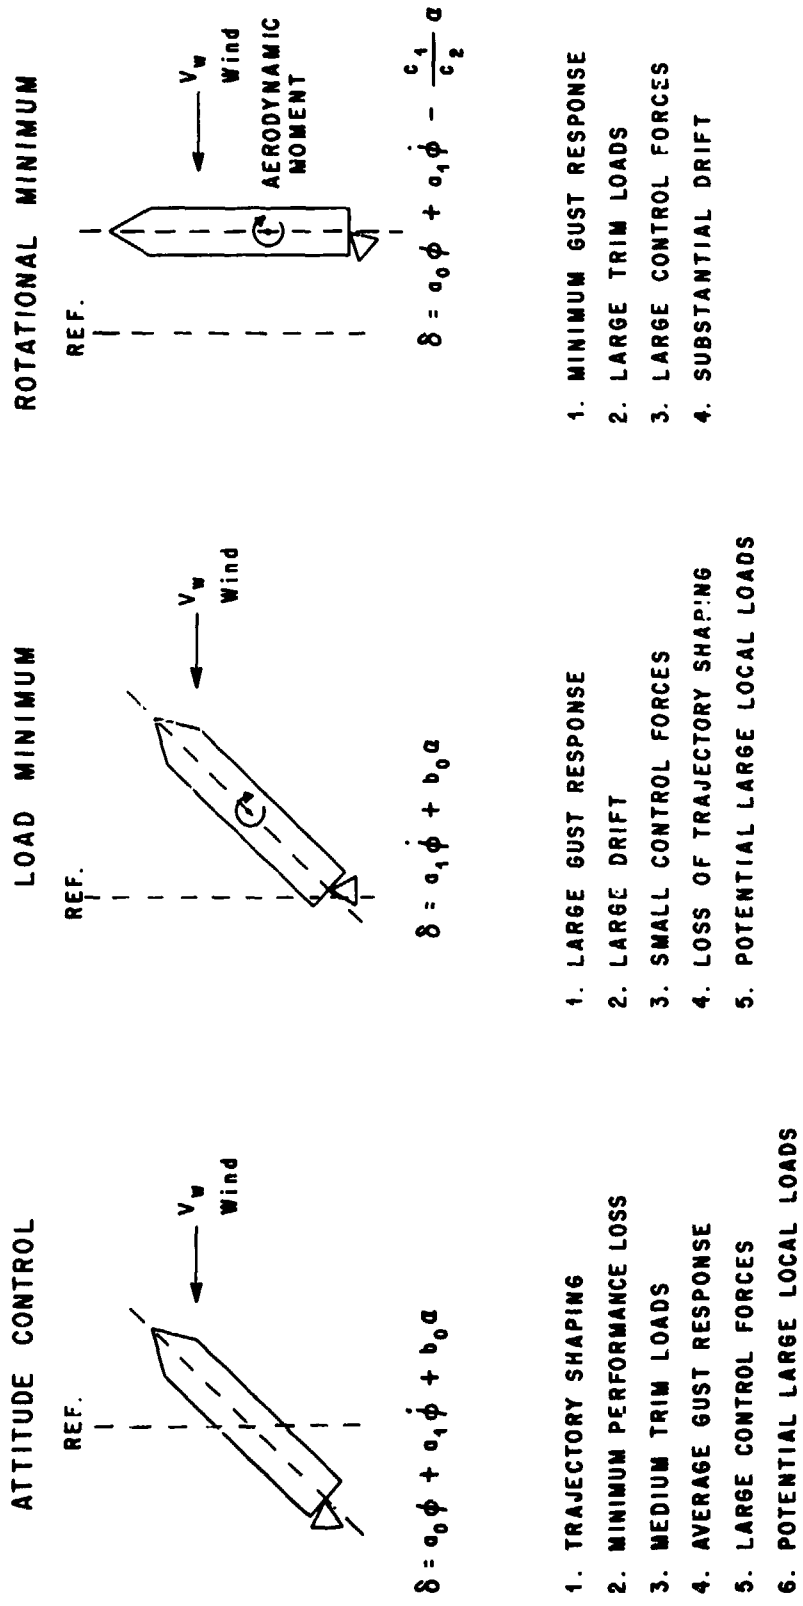 ATTITUDE CONTROL
REF.
V_w
Wind
δ = a₀ϕ + a₁ϕ̇ + b₀α
1. TRAJECTORY SHAPING
2. MINIMUM PERFORMANCE LOSS
3. MEDIUM TRIM LOADS
4. AVERAGE GUST RESPONSE
5. LARGE CONTROL FORCES
6. POTENTIAL LARGE LOCAL LOADS
LOAD MINIMUM
REF.
V_w
Wind
δ = a₁ϕ̇ + b₀α
1. LARGE GUST RESPONSE
2. LARGE DRIFT
3. SMALL CONTROL FORCES
4. LOSS OF TRAJECTORY SHAPING
5. POTENTIAL LARGE LOCAL LOADS
ROTATIONAL MINIMUM
REF.
V_w
Wind
AERODYNAMIC
MOMENT
δ = a₀ϕ + a₁ϕ̇ - c₁/c₂ α
1. MINIMUM GUST RESPONSE
2. LARGE TRIM LOADS
3. LARGE CONTROL FORCES
4. SUBSTANTIAL DRIFT